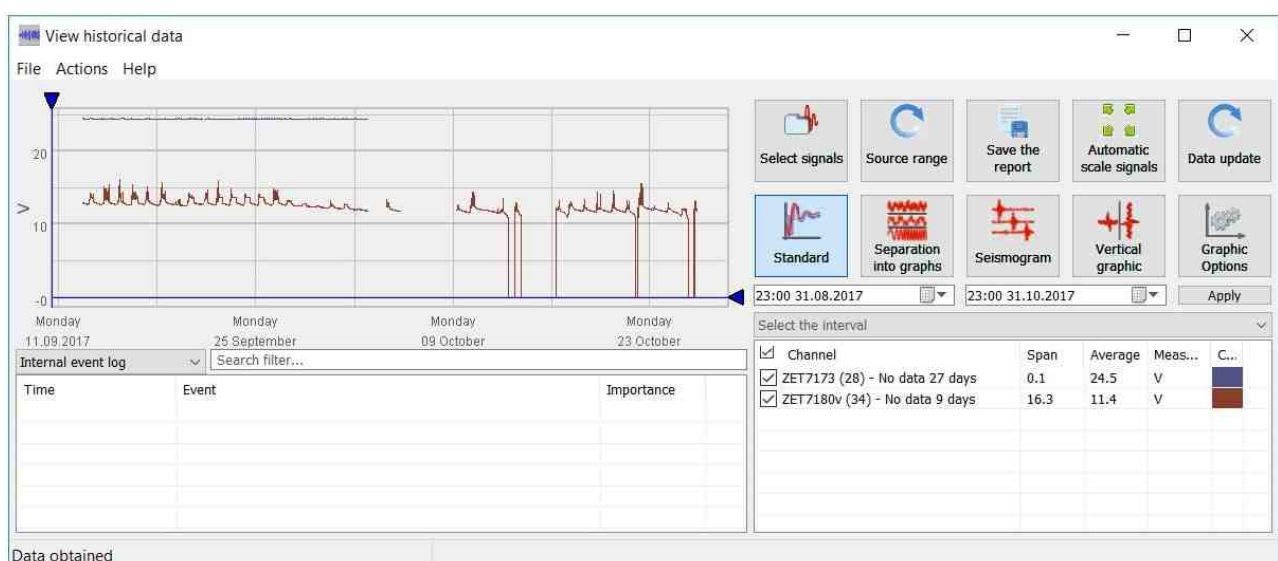 View historical data
File Actions Help
20
V
10
-0
Monday Monday Monday Monday
11.09.2017 25 September 09 October 23 October
Select signals
Source range
Save the
report
Automatic
scale signals
Data update
Standard
Separation
into graphs
Seismogram
Vertical
graphic
Graphic
Options
23:00 31.08.2017 23:00 31.10.2017 Apply
Select the interval
Internal event log Search filter...
Time Event Importance
Channel Span Average Meas... C...
ZET7173 (28) - No data 27 days 0.1 24.5 V
ZET7180v (34) - No data 9 days 16.3 11.4 V
Data obtained